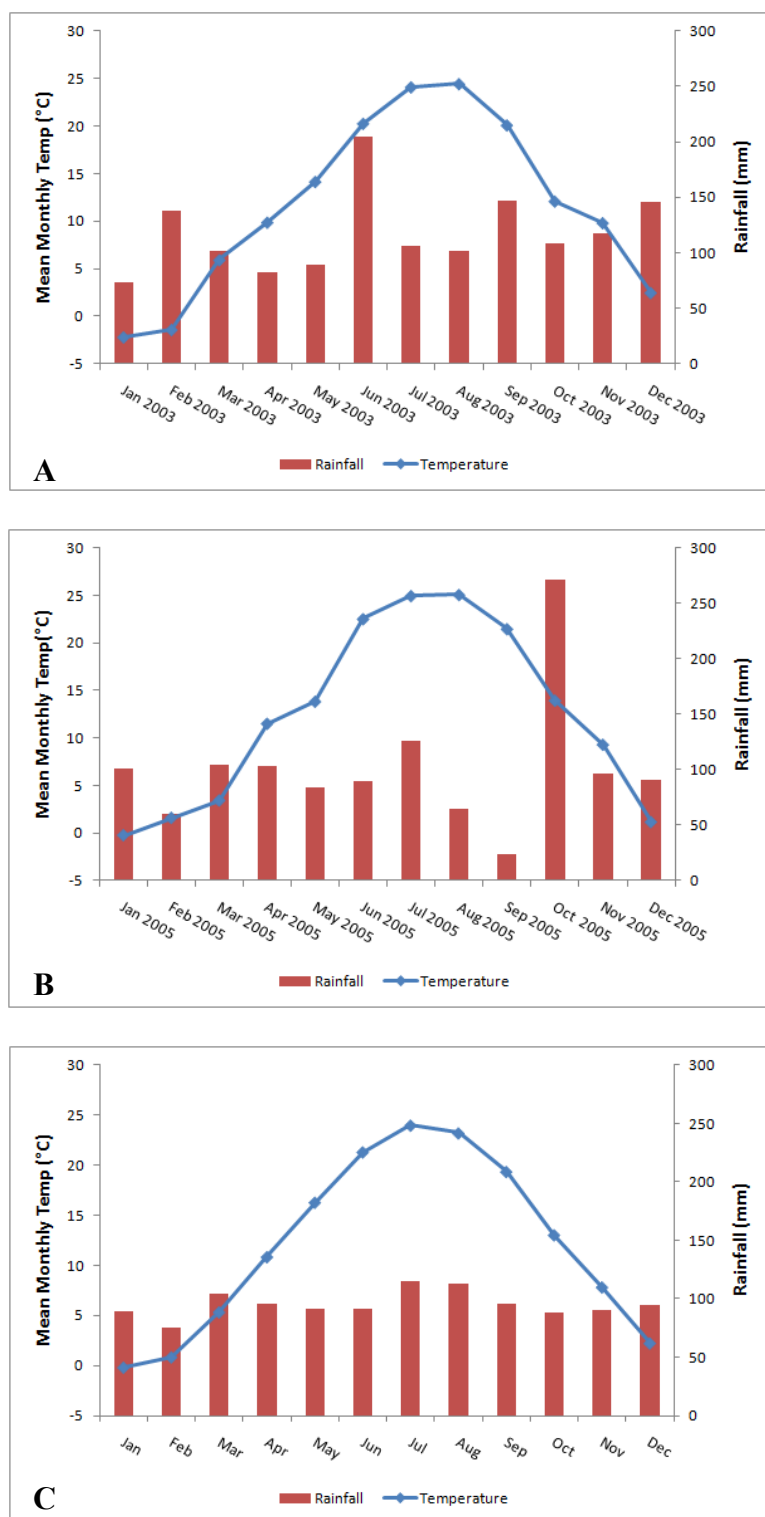 30
25
20
15
10
5
0
-5
Mean Monthly Temp (°C)
300
250
200
150
100
50
0
Rainfall (mm)
Jan 2003
Feb 2003
Mar 2003
Apr 2003
May 2003
Jun 2003
Jul 2003
Aug 2003
Sep 2003
Oct 2003
Nov 2003
Dec 2003
Rainfall
Temperature
A
30
25
20
15
10
5
0
-5
Mean Monthly Temp(°C)
300
250
200
150
100
50
0
Rainfall (mm)
Jan 2005
Feb 2005
Mar 2005
Apr 2005
May 2005
Jun 2005
Jul 2005
Aug 2005
Sep 2005
Oct 2005
Nov 2005
Dec 2005
Rainfall
Temperature
B
30
25
20
15
10
5
0
-5
Mean Monthly Temp (°C)
300
250
200
150
100
50
0
Rainfall (mm)
Jan
Feb
Mar
Apr
May
Jun
Jul
Aug
Sep
Oct
Nov
Dec
Rainfall
Temperature
C